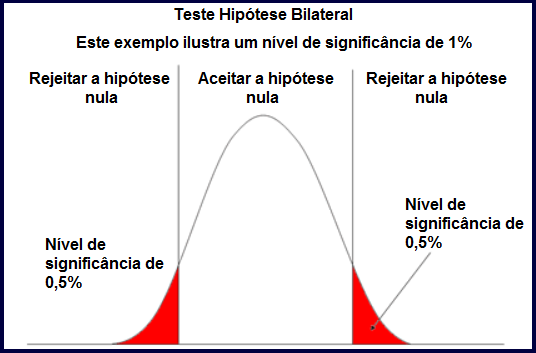 Teste Hipótese Bilateral
Este exemplo ilustra um nível de significância de 1%
Rejeitar a hipótese
nula
Aceitar a hipótese
nula
Rejeitar a hipótese
nula
Nível de
significância de
0,5%
Nível de
significância de
0,5%